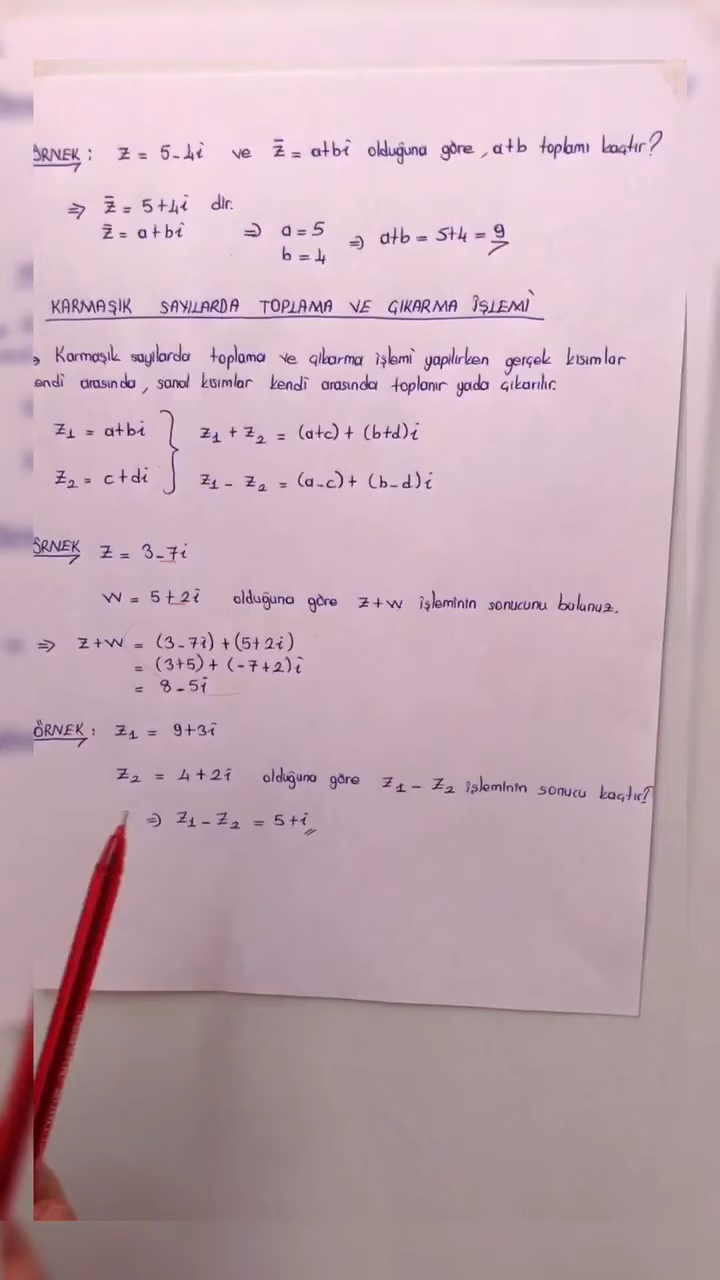 ÖRNEK: z = 5-4i ve z̄ = a+bi olduğuna göre, a+b toplamı kaçtır?
⇒ z̄ = 5+4i dir.
z̄ = a+bi ⇒ a=5 ⇒ a+b = 5+4 = 9
b=4
KARMAŞIK SAYILARDA TOPLAMA VE ÇIKARMA İŞLEMİ
Karmaşık sayılarda toplama ve çıkarma işlemi yapılırken gerçek kısımlar
endi arasında, sanal kısımlar kendi arasında toplanır yada çıkarılır.
z₁ = a+bi } z₁ + z₂ = (a+c) + (b+d)i
z₂ = c+di z₁ - z₂ = (a-c) + (b-d)i
ÖRNEK z = 3-7i
w = 5+2i olduğuna göre z+w işleminin sonucunu bulunuz.
⇒ z+w = (3-7i) + (5+2i)
= (3+5) + (-7+2)i
= 8-5i
ÖRNEK: z₁ = 9+3i
z₂ = 4+2i olduğuna göre z₁ - z₂ işleminin sonucu kaçtır?
⇒ z₁ - z₂ = 5+i